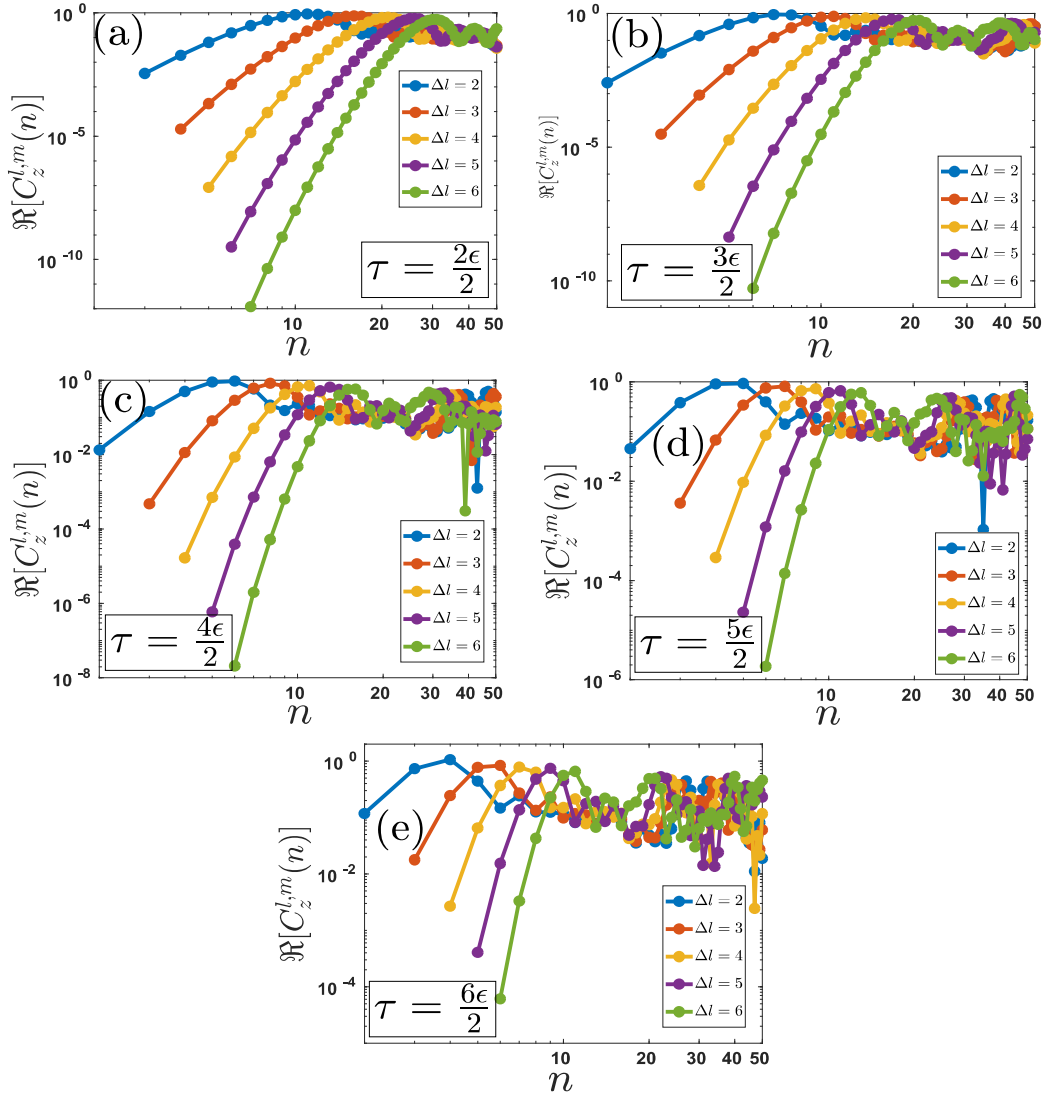 (a)
ℜ[C_z^{l,m}(n)]
10^0
10^-5
10^-10
Δl = 2
Δl = 3
Δl = 4
Δl = 5
Δl = 6
τ = 2ϵ/2
10 20 30 40 50
n
(b)
ℜ[C_z^{l,m}(n)]
10^0
10^-5
10^-10
Δl = 2
Δl = 3
Δl = 4
Δl = 5
Δl = 6
τ = 3ϵ/2
10 20 30 40 50
n
(c)
ℜ[C_z^{l,m}(n)]
10^0
10^-2
10^-4
10^-6
10^-8
Δl = 2
Δl = 3
Δl = 4
Δl = 5
Δl = 6
τ = 4ϵ/2
10 20 30 40 50
n
(d)
ℜ[C_z^{l,m}(n)]
10^0
10^-2
10^-4
10^-6
Δl = 2
Δl = 3
Δl = 4
Δl = 5
Δl = 6
τ = 5ϵ/2
10 20 30 40 50
n
(e)
ℜ[C_z^{l,m}(n)]
10^0
10^-2
10^-4
Δl = 2
Δl = 3
Δl = 4
Δl = 5
Δl = 6
τ = 6ϵ/2
10 20 30 40 50
n